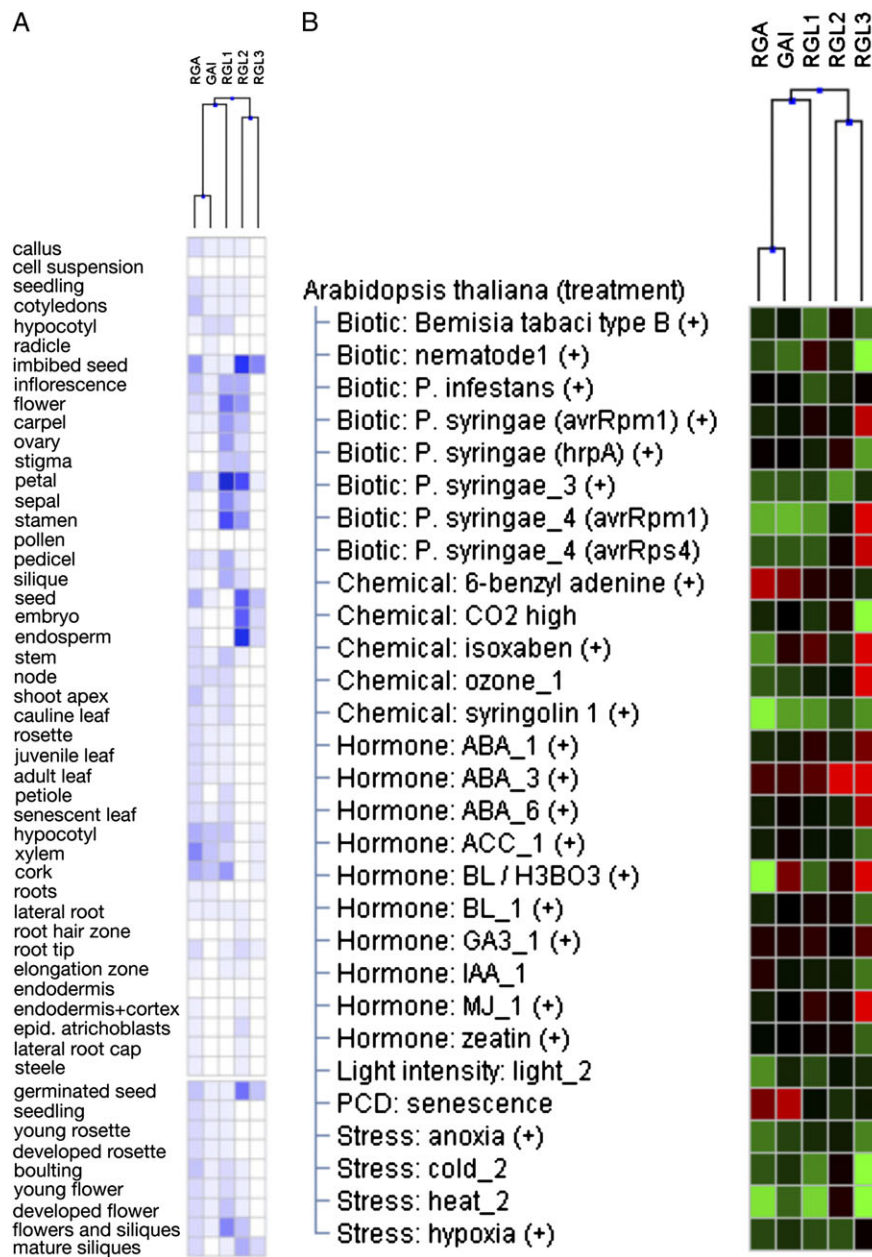 A
RGA
GAI
RGL1
RGL2
RGL3
callus
cell suspension
seedling
cotyledons
hypocotyl
radicle
imbibed seed
inflorescence
flower
carpel
ovary
stigma
petal
sepal
stamen
pollen
pedicel
silique
seed
embryo
endosperm
stem
node
shoot apex
cauline leaf
rosette
juvenile leaf
adult leaf
petiole
senescent leaf
hypocotyl
xylem
cork
roots
lateral root
root hair zone
root tip
elongation zone
endodermis
endodermis+cortex
epid. atrichoblasts
lateral root cap
steele
germinated seed
seedling
young rosette
developed rosette
boulting
young flower
developed flower
flowers and siliques
mature siliques
B
RGA
GAI
RGL1
RGL2
RGL3
Arabidopsis thaliana (treatment)
Biotic: Bemisia tabaci type B (+)
Biotic: nematode1 (+)
Biotic: P. infestans (+)
Biotic: P. syringae (avrRpm1) (+)
Biotic: P. syringae (hrpA) (+)
Biotic: P. syringae_3 (+)
Biotic: P. syringae_4 (avrRpm1)
Biotic: P. syringae_4 (avrRps4)
Chemical: 6-benzyl adenine (+)
Chemical: CO2 high
Chemical: isoxaben (+)
Chemical: ozone_1
Chemical: syringolin 1 (+)
Hormone: ABA_1 (+)
Hormone: ABA_3 (+)
Hormone: ABA_6 (+)
Hormone: ACC_1 (+)
Hormone: BL / H3BO3 (+)
Hormone: BL_1 (+)
Hormone: GA3_1 (+)
Hormone: IAA_1
Hormone: MJ_1 (+)
Hormone: zeatin (+)
Light intensity: light_2
PCD: senescence
Stress: anoxia (+)
Stress: cold_2
Stress: heat_2
Stress: hypoxia (+)